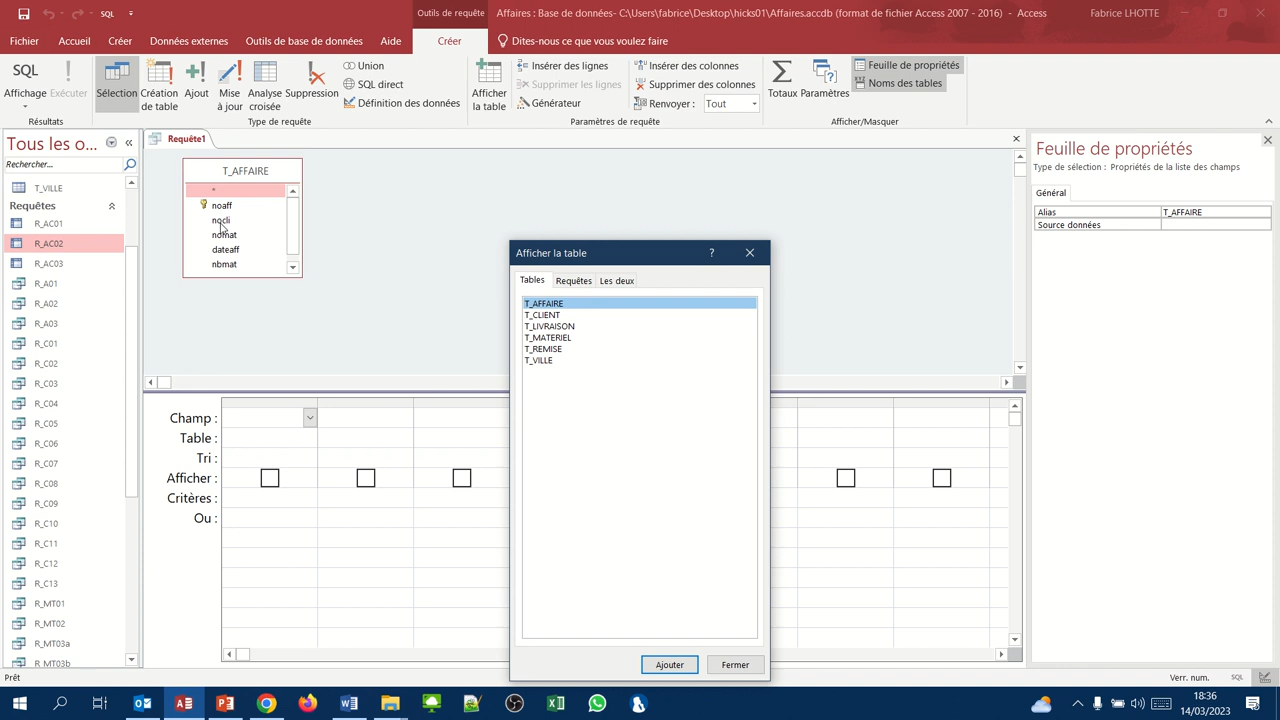 SQL
Outils de requête
Affaires : Base de données- C:\Users\fabrice\Desktop\hicks01\Affaires.accdb (format de fichier Access 2007 - 2016) - Access
Fabrice LHOTTE
Fichier
Accueil
Créer
Données externes
Outils de base de données
Aide
Créer
Dites-nous ce que vous voulez faire
SQL
Affichage
Exécuter
Résultats
Sélection
Création de table
Ajout
Mise à jour
Analyse croisée
Suppression
Union
SQL direct
Définition des données
Type de requête
Afficher la table
Insérer des lignes
Supprimer les lignes
Générateur
Insérer des colonnes
Supprimer des colonnes
Renvoyer :
Tout
Paramètres de requête
Totaux
Paramètres
Feuille de propriétés
Noms des tables
Afficher/Masquer
Tous les o...
Rechercher...
T_VILLE
Requêtes
R_AC01
R_AC02
R_AC03
R_A01
R_A02
R_A03
R_C01
R_C02
R_C03
R_C04
R_C05
R_C06
R_C07
R_C08
R_C09
R_C10
R_C11
R_C12
R_C13
R_MT01
R_MT02
R_MT03a
R_MT03b
Requête1
T_AFFAIRE
*
noaff
nocli
nomat
dateaff
nbmat
Champ :
Table :
Tri :
Afficher :
Critères :
Ou :
Afficher la table
?
Tables
Requêtes
Les deux
T_AFFAIRE
T_CLIENT
T_LIVRAISON
T_MATERIEL
T_REMISE
T_VILLE
Ajouter
Fermer
Feuille de propriétés
Type de sélection : Propriétés de la liste des champs
Général
Alias
T_AFFAIRE
Source données
Prêt
Verr. num.
SQL
18:36
14/03/2023